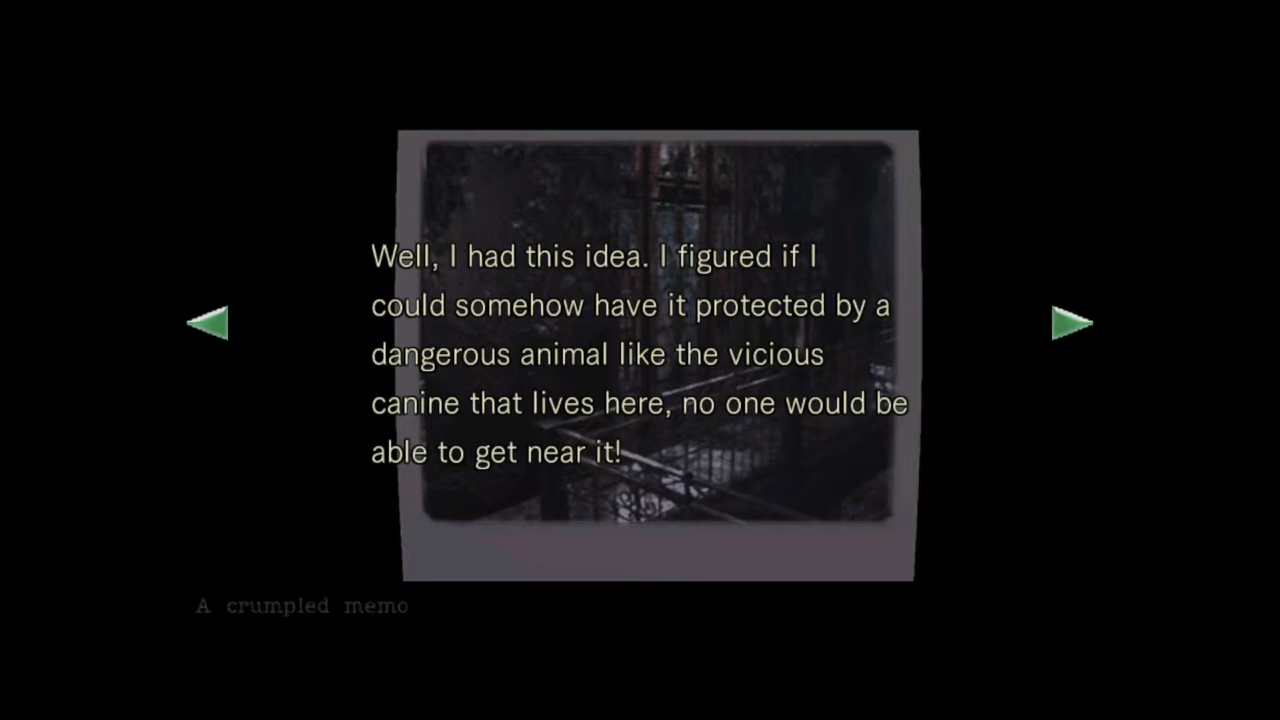 Well, I had this idea. I figured if I
could somehow have it protected by a
dangerous animal like the vicious
canine that lives here, no one would be
able to get near it!
A crumpled memo